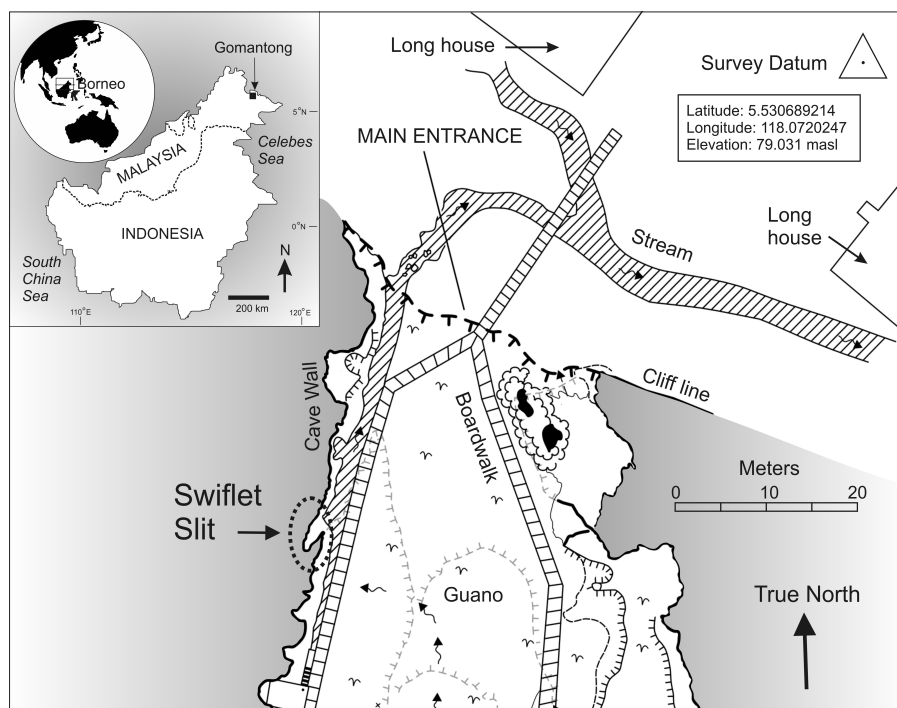 Gomantong
Borneo
5°N
Celebes
Sea
MALAYSIA
INDONESIA
0°N
South
China
Sea
N
200 km
110°E
120°E
Long house
Survey Datum
Latitude: 5.530689214
Longitude: 118.0720247
Elevation: 79.031 masl
MAIN ENTRANCE
Long
house
Stream
Cave Wall
Cliff line
Boardwalk
Meters
0 10 20
Swiflet
Slit
Guano
True North